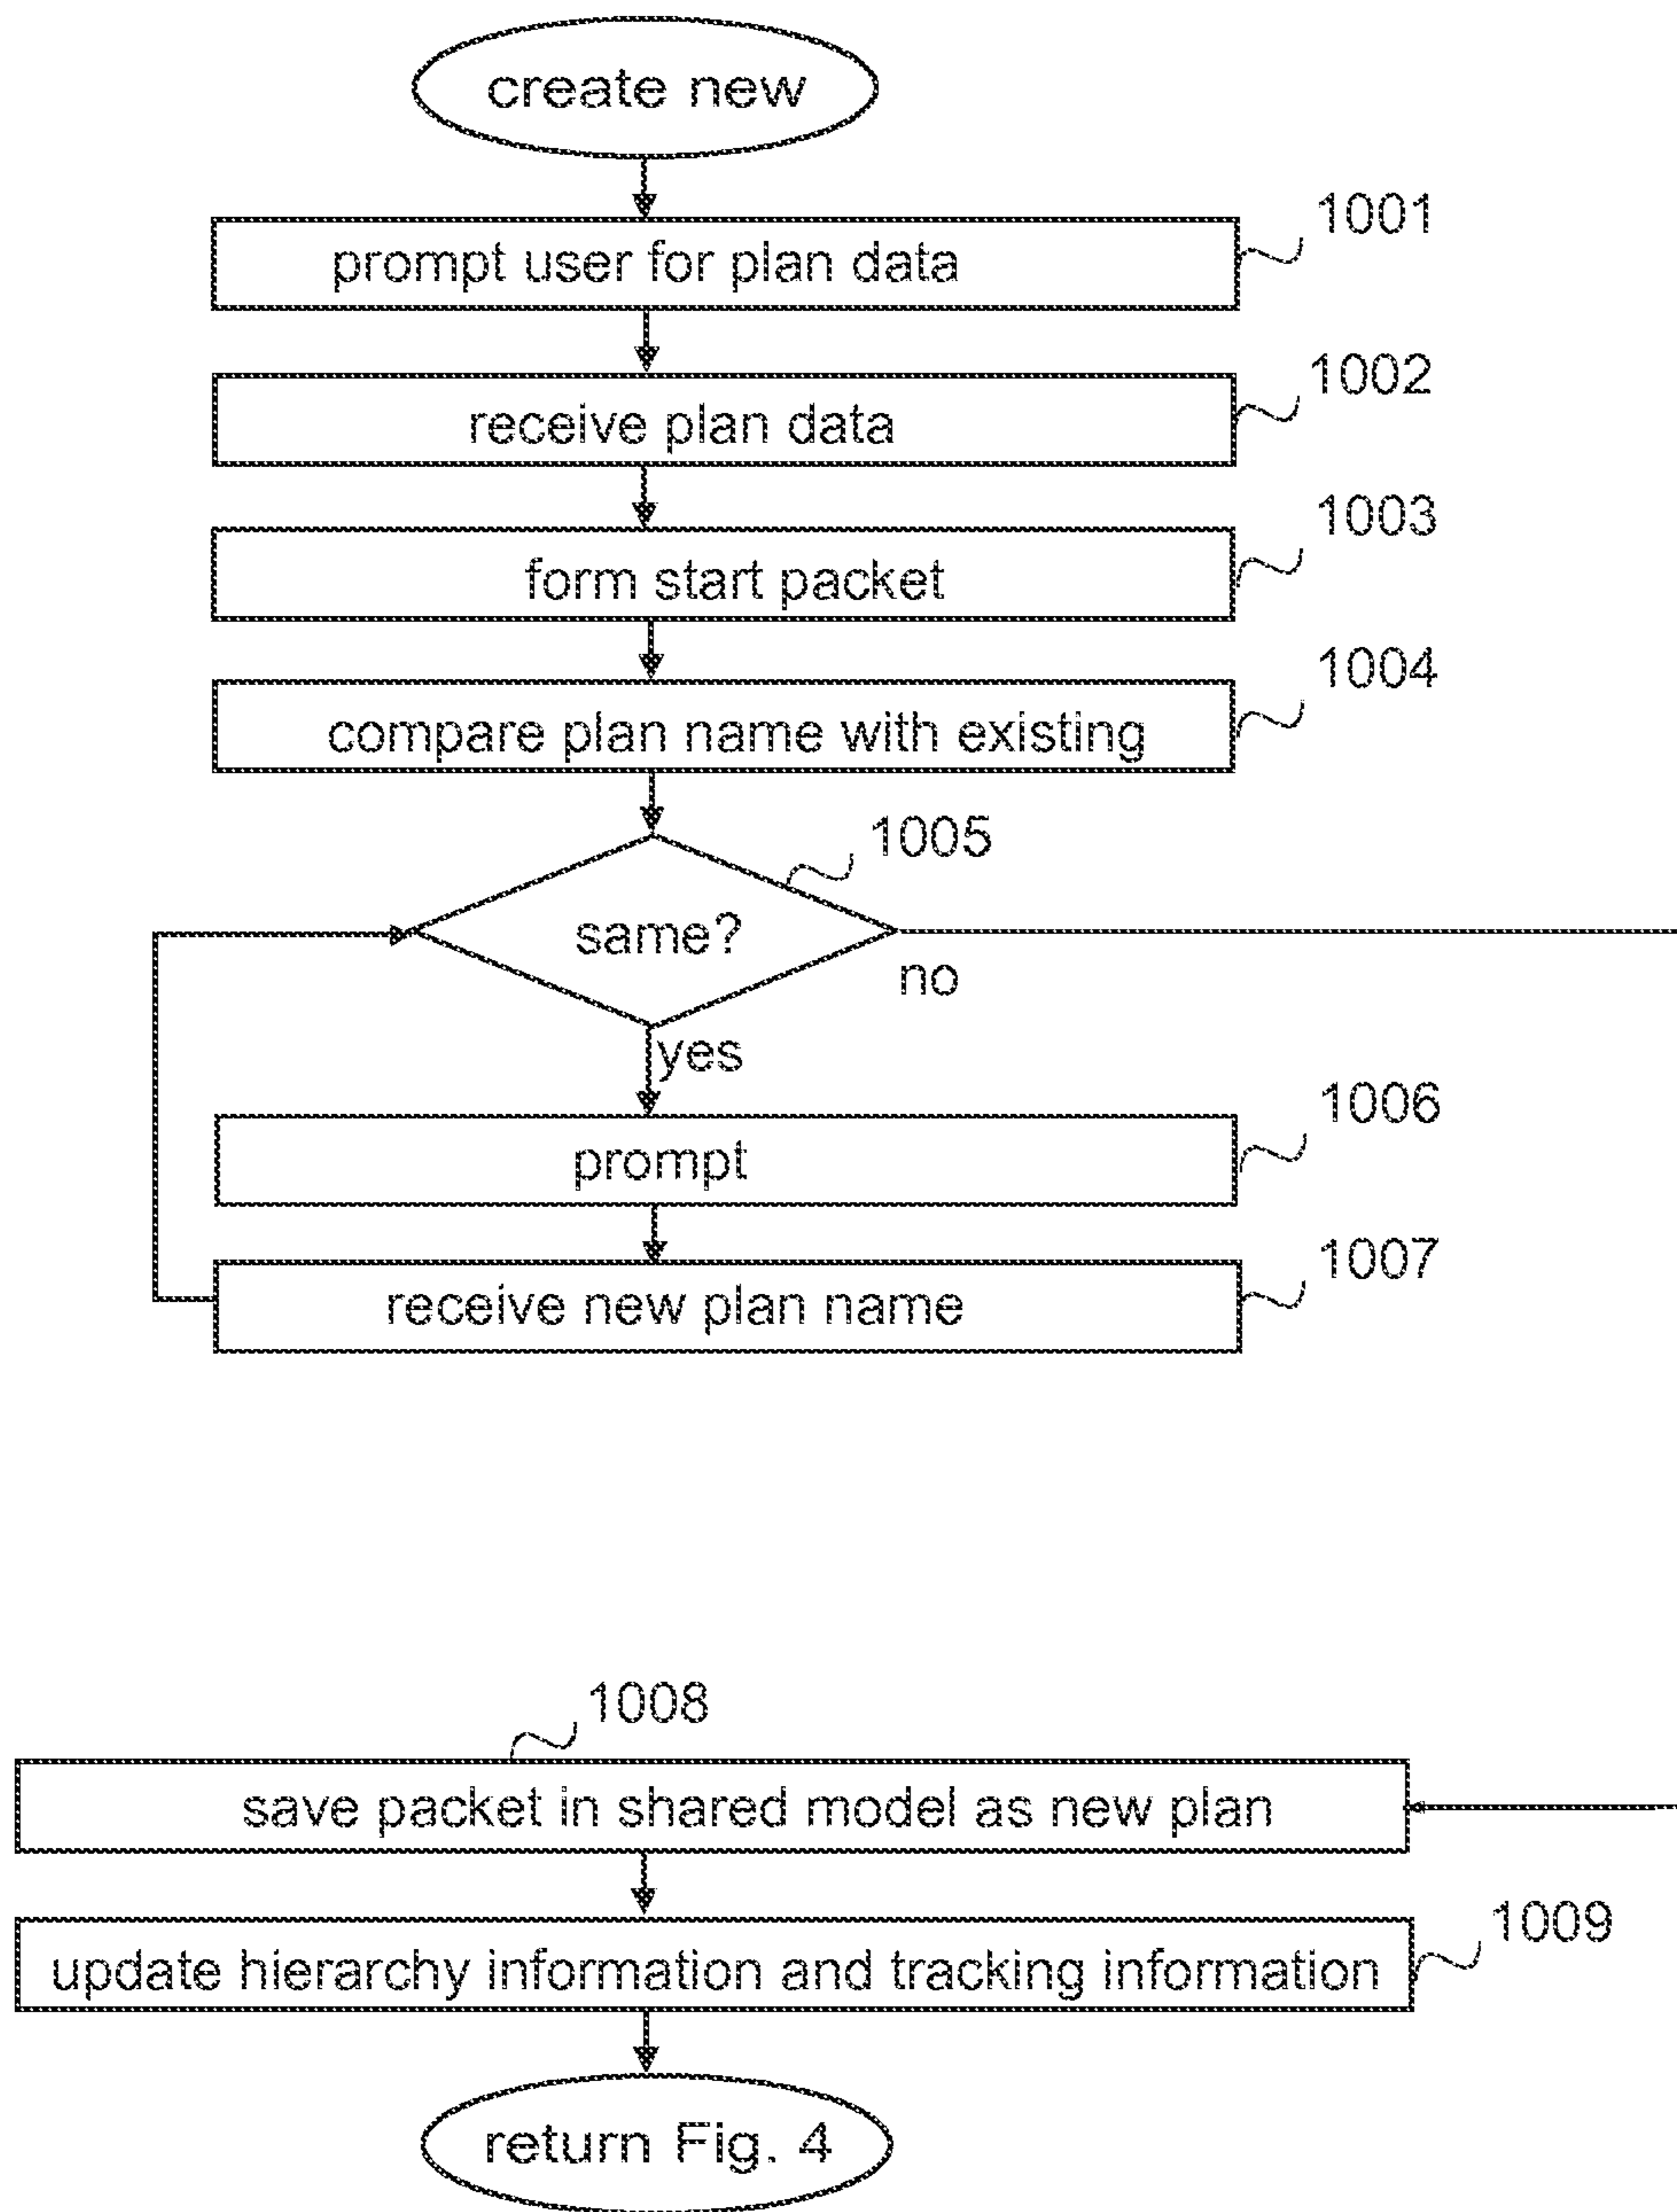 create new
1001
prompt user for plan data
1002
receive plan data
1003
form start packet
1004
compare plan name with existing
1005
same?
no
yes
1006
prompt
1007
receive new plan name
1008
save packet in shared model as new plan
1009
update hierarchy information and tracking information
return Fig. 4